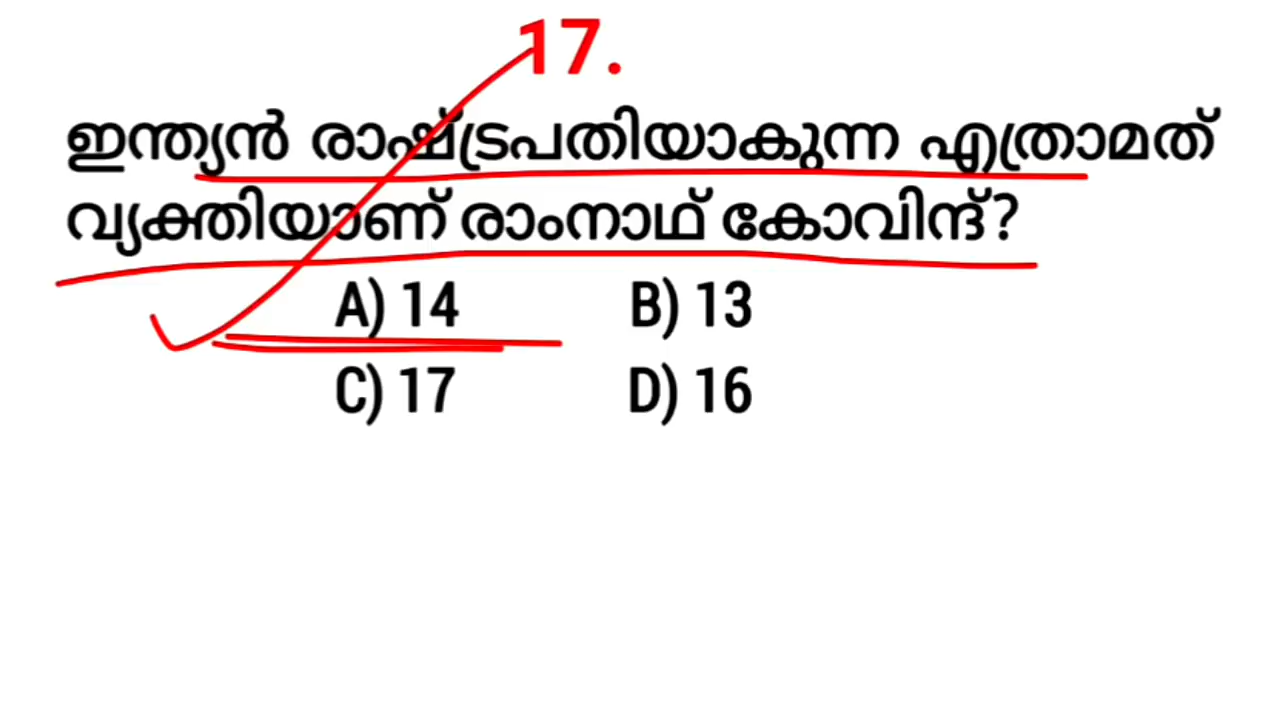 17.
ഇന്ത്യൻ രാഷ്ട്രപതിയാകുന്ന എത്രാമത്
വ്യക്തിയാണ് രാംനാഥ് കോവിന്ദ്?
A) 14 B) 13
C) 17 D) 16